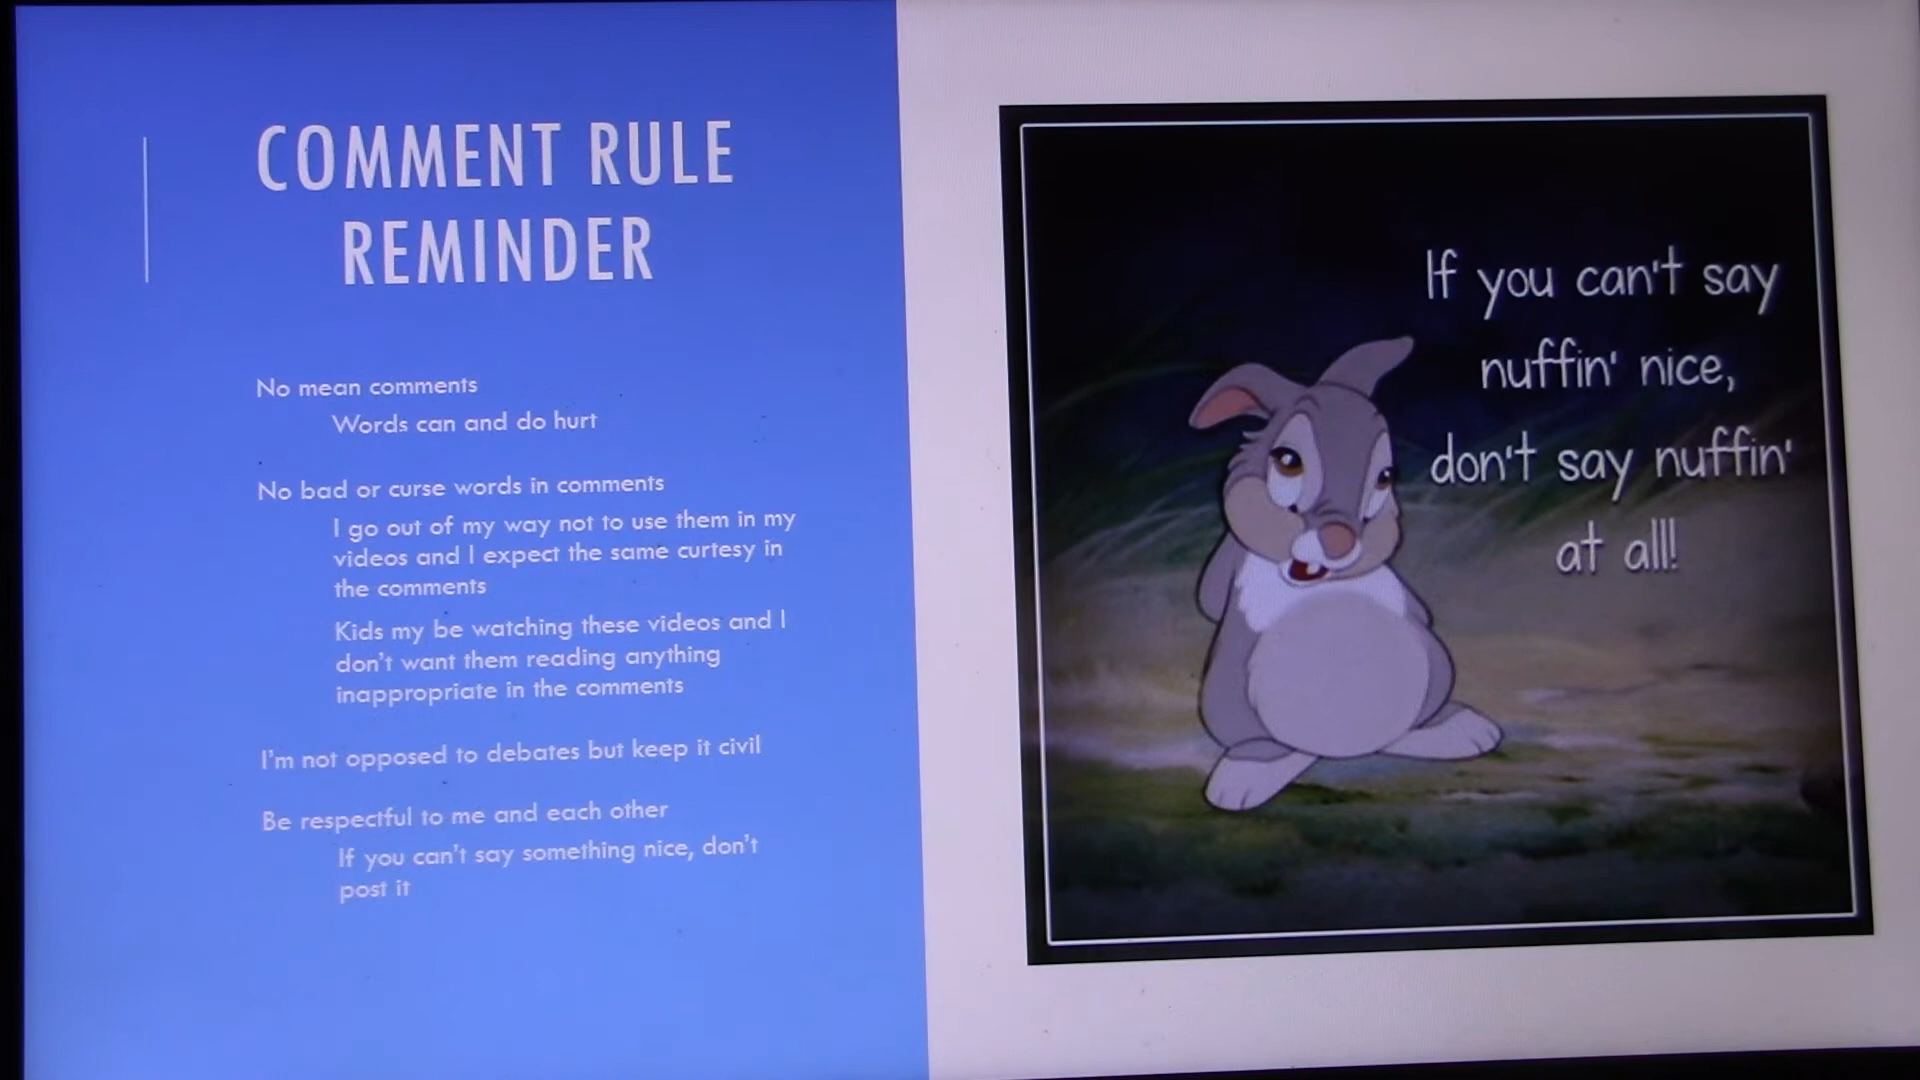 COMMENT RULE
REMINDER
No mean comments
Words can and do hurt
No bad or curse words in comments
I go out of my way not to use them in my
videos and I expect the same curtesy in
the comments
Kids my be watching these videos and I
don't want them reading anything
inappropriate in the comments
I'm not opposed to debates but keep it civil
Be respectful to me and each other
If you can't say something nice, don't
post it
If you can't say
nuffin' nice,
don't say nuffin'
at all!